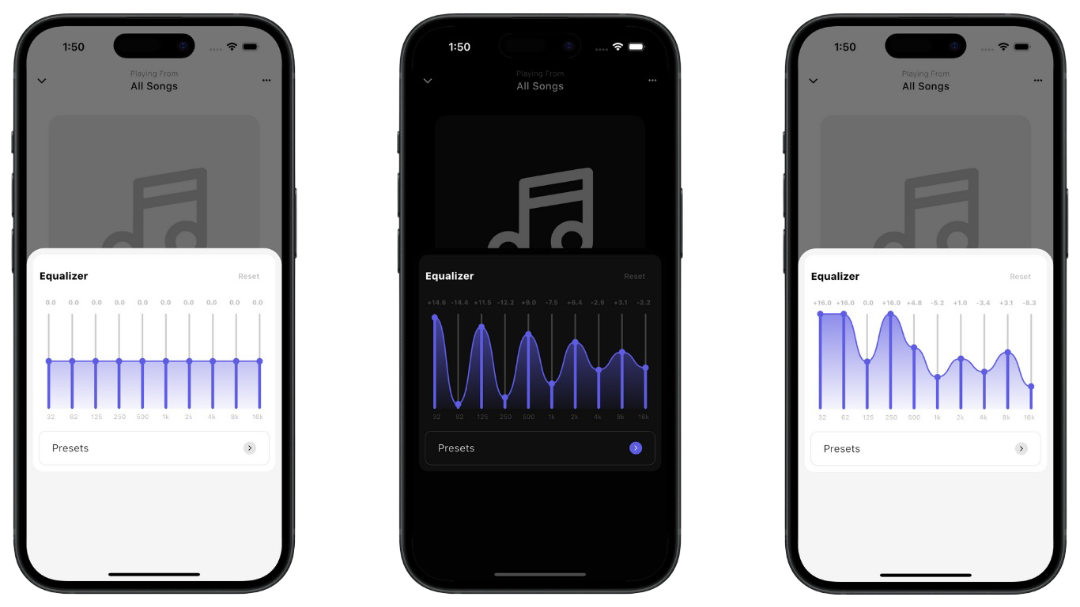 1:50
Playing From
All Songs
Equalizer
Reset
0.0 0.0 0.0 0.0 0.0 0.0 0.0 0.0 0.0 0.0
32 62 125 250 500 1k 2k 4k 8k 16k
Presets
1:50
Playing From
All Songs
Equalizer
Reset
+14.8 -14.4 +11.5 -12.2 +9.0 -7.5 +6.4 -2.9 +3.1 -2.2
32 62 125 250 500 1k 2k 4k 8k 16k
Presets
1:50
Playing From
All Songs
Equalizer
Reset
+16.0 +16.0 0.0 +16.0 +4.8 -5.2 +1.0 -3.4 +3.1 -8.3
32 62 125 250 500 1k 2k 4k 8k 16k
Presets